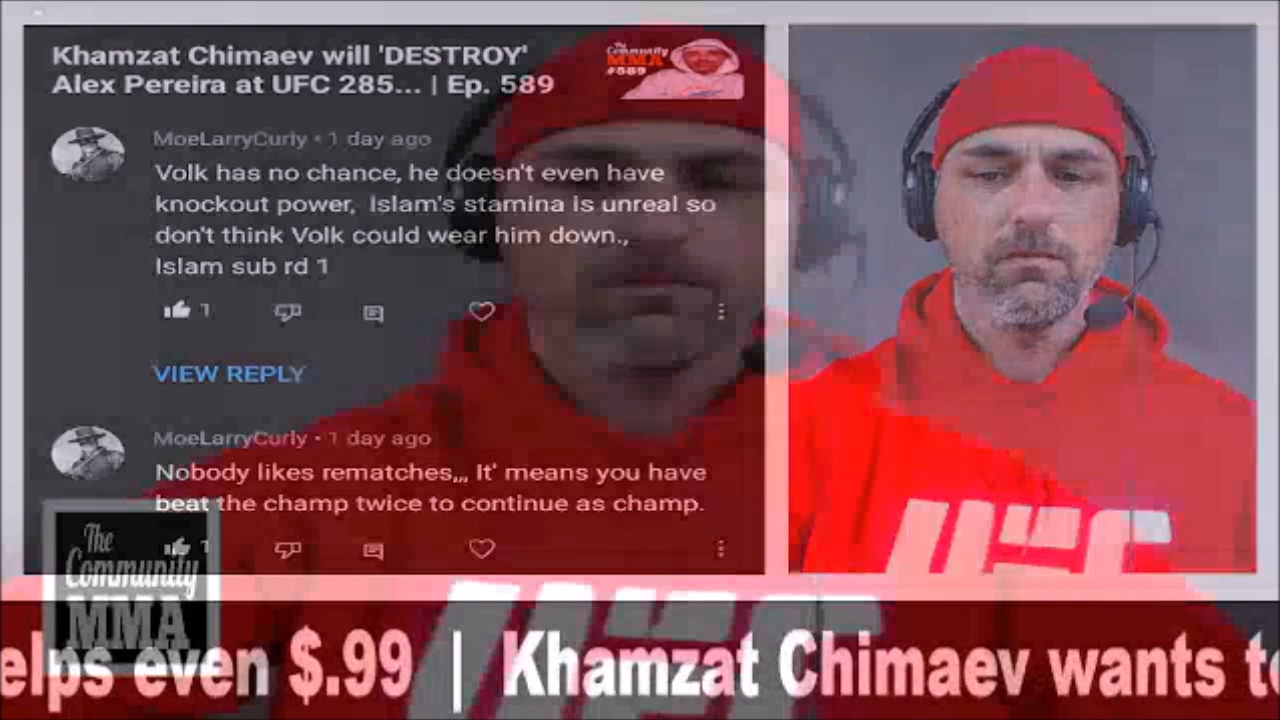 Khamzat Chimaev will 'DESTROY'
Alex Pereira at UFC 285... | Ep. 589
The
Community
MMA
#589
MoeLarryCurly • 1 day ago
Volk has no chance, he doesn't even have
knockout power, Islam's stamina is unreal so
don't think Volk could wear him down.,
Islam sub rd 1
1
VIEW REPLY
MoeLarryCurly • 1 day ago
Nobody likes rematches,,, It' means you have
beat the champ twice to continue as champ.
1
UFC
The
Community
MMA
UFC
elps even $.99 | Khamzat Chimaev wants to